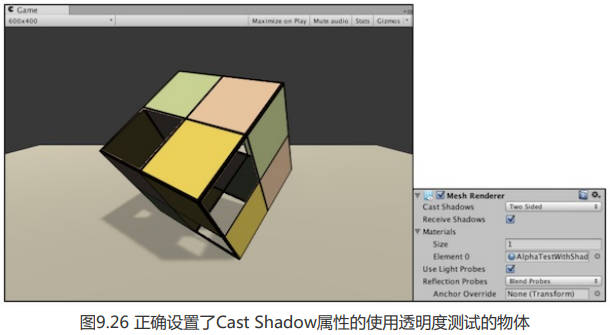 Game
600x400
Maximize on Play Mute audio Stats Gizmos
Mesh Renderer
Cast Shadows Two Sided
Receive Shadows
Materials
Size 1
Element 0 AlphaTestWithShad
Use Light Probes
Reflection Probes Blend Probes
Anchor Override None (Transform)
图9.26 正确设置了Cast Shadow属性的使用透明度测试的物体